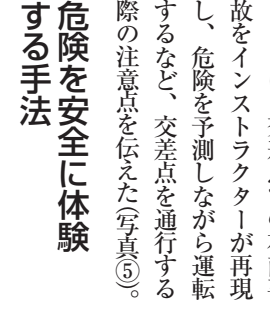 故をインストラクターが再現
し、危険を予測しながら運転
するなど、交差点を通行する
際の注意点を伝えた(写真⑤)。
危険を安全に体験
する手法